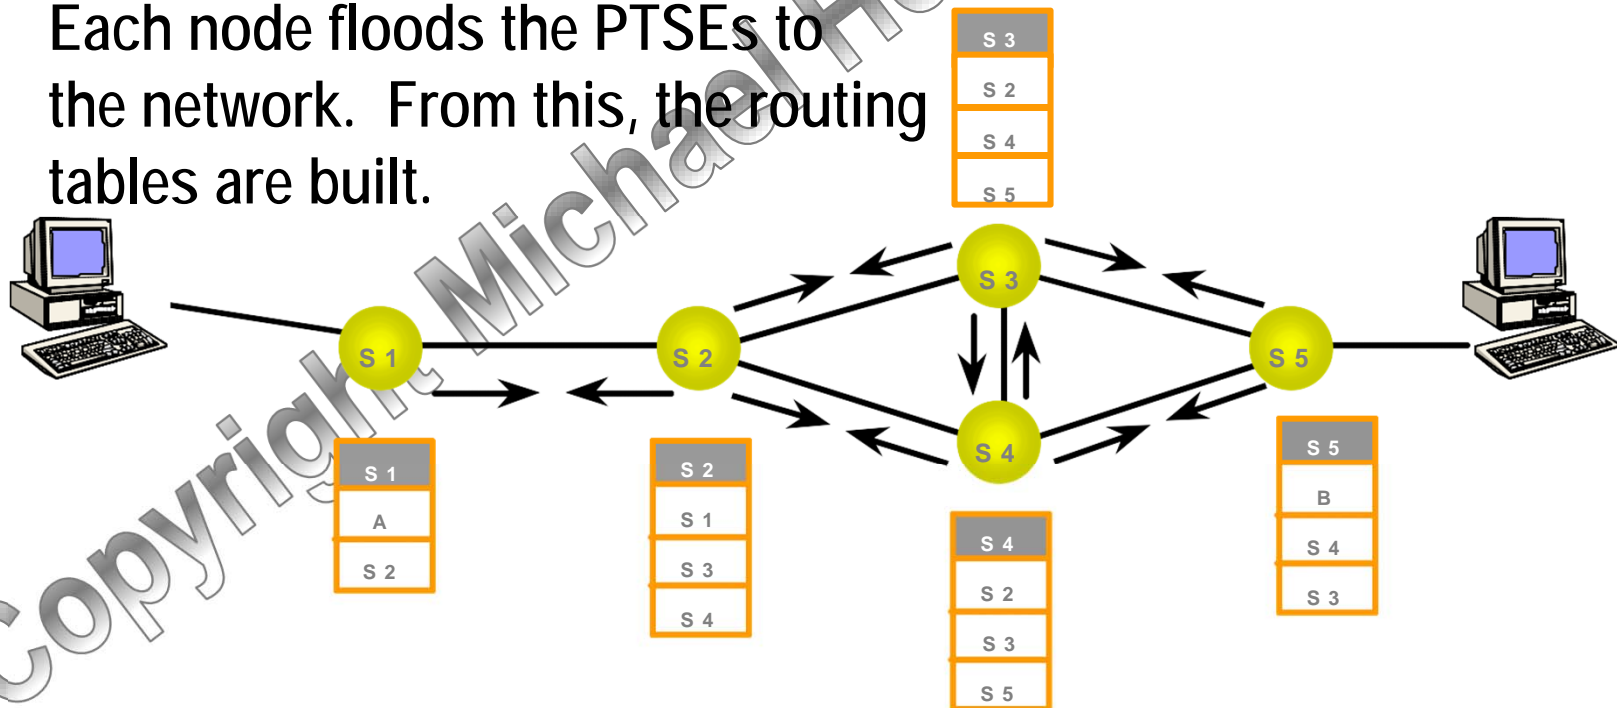 Each node floods the PTSEs to
the network. From this, the routing
tables are built.
S 3
S 2
S 4
S 5
S 3
S 1
S 2
S 5
S 4
S 1
A
S 2
S 2
S 1
S 3
S 4
S 4
S 2
S 3
S 5
S 5
B
S 4
S 3
Copyright Michael